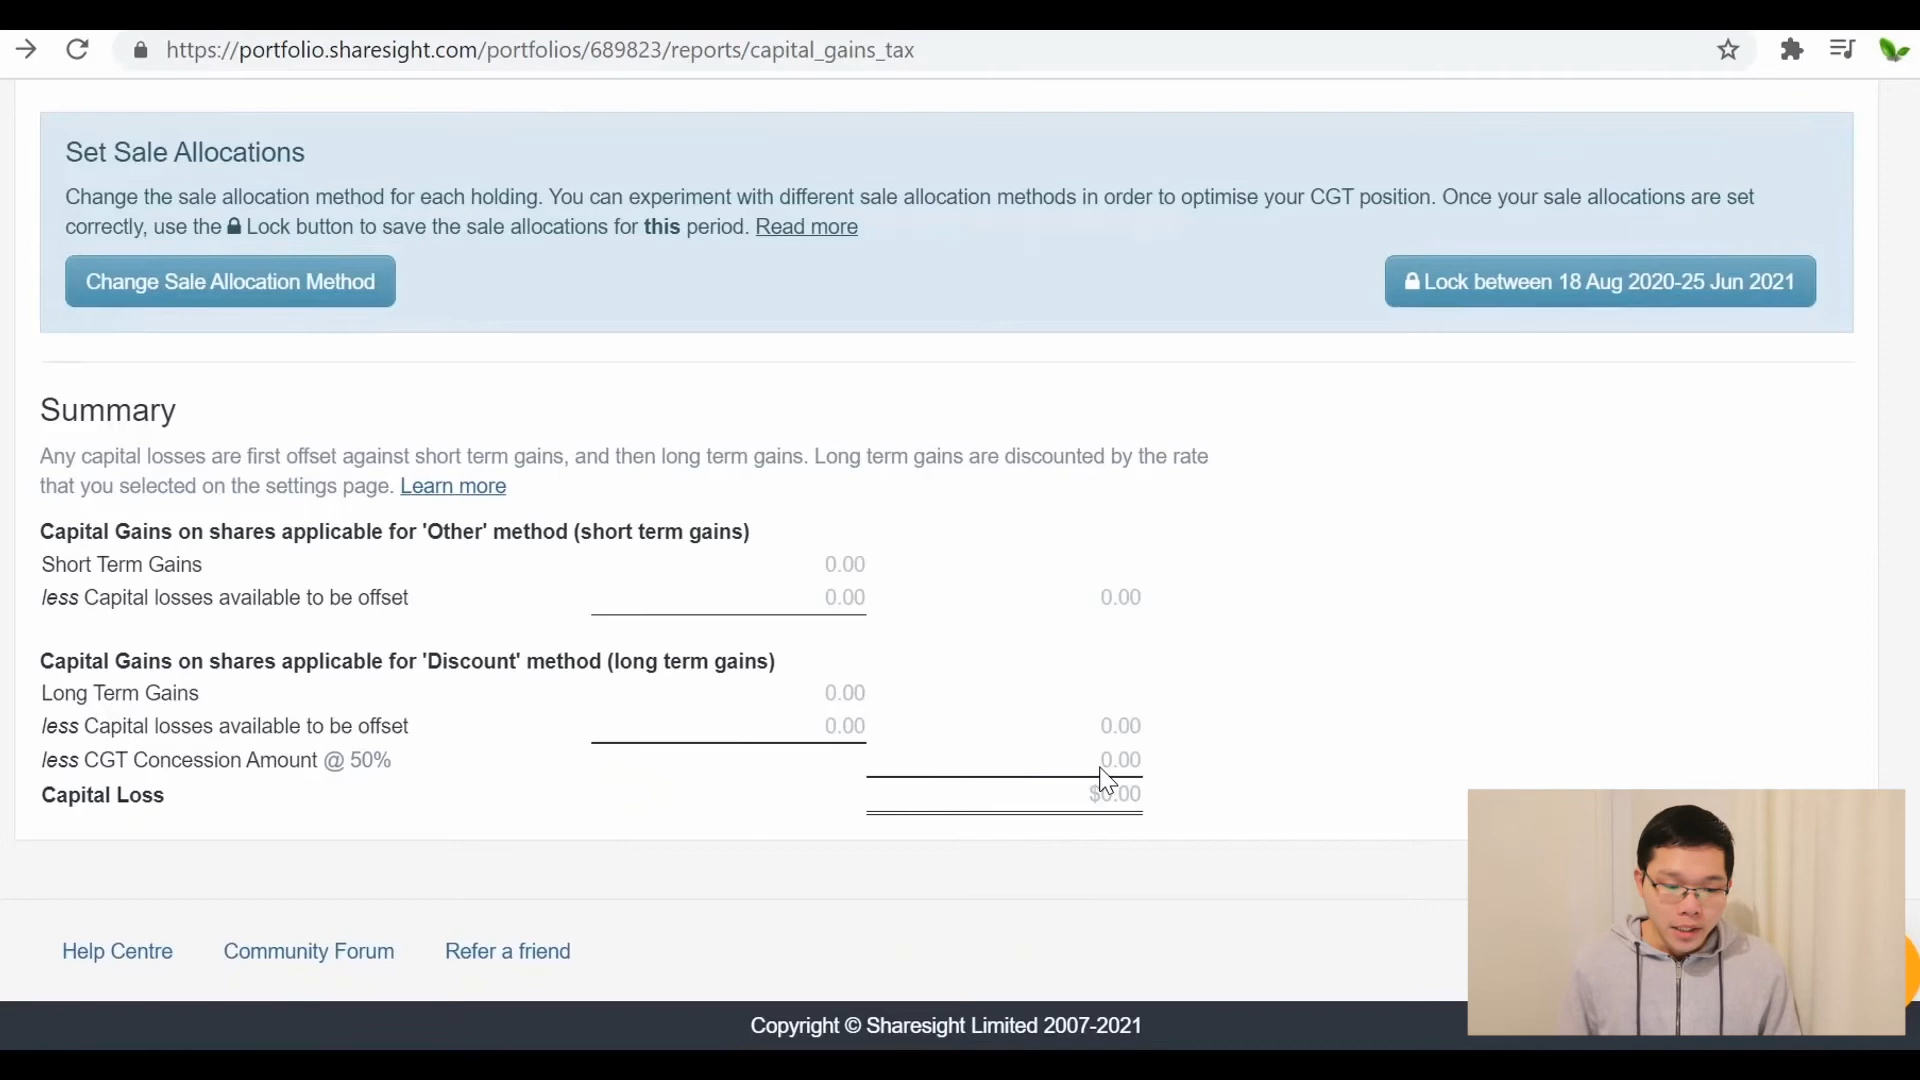 https://portfolio.sharesight.com/portfolios/689823/reports/capital_gains_tax
Set Sale Allocations
Change the sale allocation method for each holding. You can experiment with different sale allocation methods in order to optimise your CGT position. Once your sale allocations are set
correctly, use the Lock button to save the sale allocations for this period. Read more
Change Sale Allocation Method
Lock between 18 Aug 2020-25 Jun 2021
Summary
Any capital losses are first offset against short term gains, and then long term gains. Long term gains are discounted by the rate
that you selected on the settings page. Learn more
Capital Gains on shares applicable for 'Other' method (short term gains)
Short Term Gains 0.00
less Capital losses available to be offset 0.00 0.00
Capital Gains on shares applicable for 'Discount' method (long term gains)
Long Term Gains 0.00
less Capital losses available to be offset 0.00 0.00
less CGT Concession Amount @ 50% 0.00
Capital Loss $0.00
Help Centre Community Forum Refer a friend
Copyright © Sharesight Limited 2007-2021